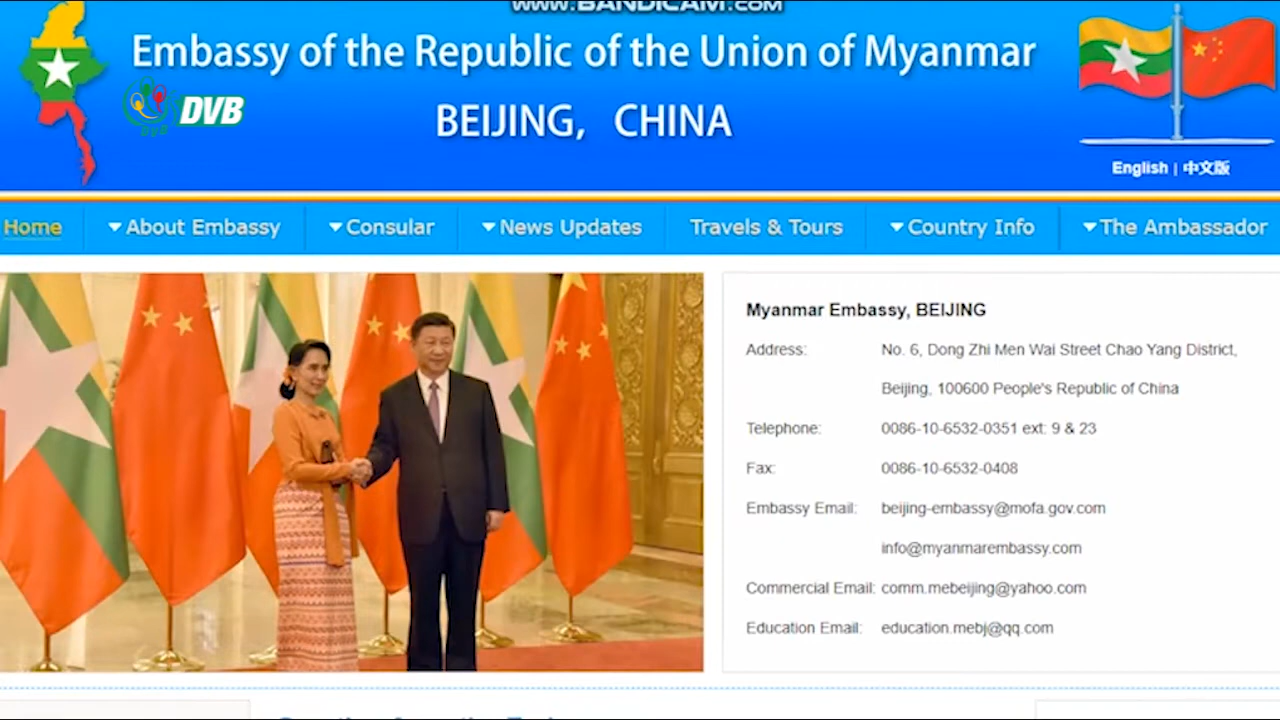 WWW.BANDICAM.COM
Embassy of the Republic of the Union of Myanmar
DVB
DVB
BEIJING, CHINA
English | 中文版
Home ▼About Embassy ▼Consular ▼News Updates Travels & Tours ▼Country Info ▼The Ambassador
Myanmar Embassy, BEIJING
Address: No. 6, Dong Zhi Men Wai Street Chao Yang District,
Beijing, 100600 People's Republic of China
Telephone: 0086-10-6532-0351 ext: 9 & 23
Fax: 0086-10-6532-0408
Embassy Email: beijing-embassy@mofa.gov.com
info@myanmarembassy.com
Commercial Email: comm.mebeijing@yahoo.com
Education Email: education.mebj@qq.com